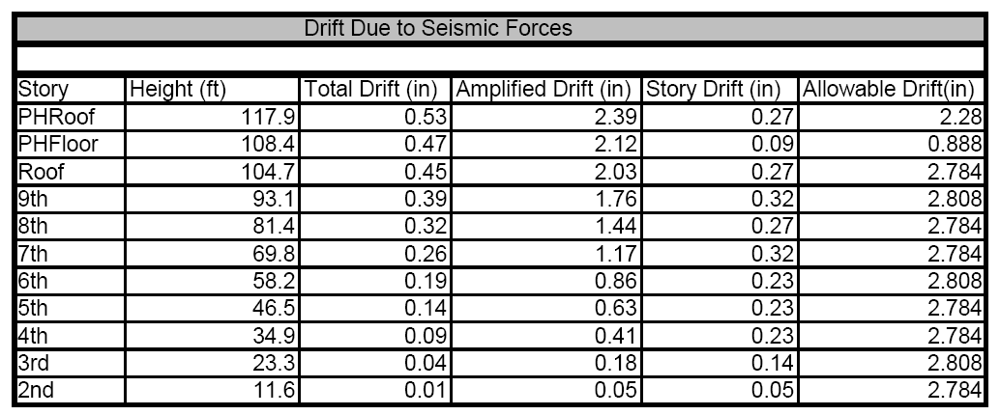 Drift Due to Seismic Forces
Story Height (ft) Total Drift (in) Amplified Drift (in) Story Drift (in) Allowable Drift(in)
PHRoof 117.9 0.53 2.39 0.27 2.28
PHFloor 108.4 0.47 2.12 0.09 0.888
Roof 104.7 0.45 2.03 0.27 2.784
9th 93.1 0.39 1.76 0.32 2.808
8th 81.4 0.32 1.44 0.27 2.784
7th 69.8 0.26 1.17 0.32 2.784
6th 58.2 0.19 0.86 0.23 2.808
5th 46.5 0.14 0.63 0.23 2.784
4th 34.9 0.09 0.41 0.23 2.784
3rd 23.3 0.04 0.18 0.14 2.808
2nd 11.6 0.01 0.05 0.05 2.784